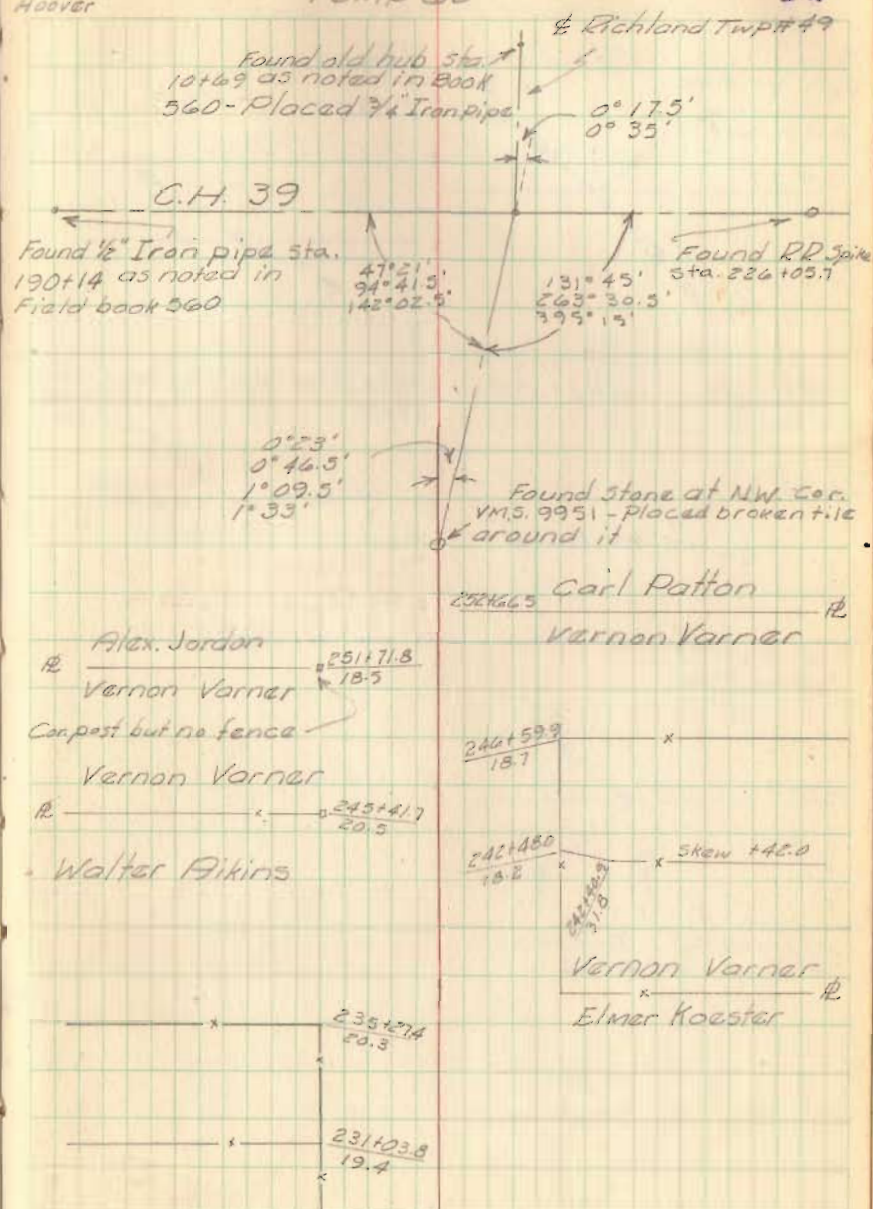 Hoover
℄ Richland Twp#49
Found old hub sta.
10+69 as noted in Book
560-Placed 3/4" Iron pipe
0° 17.5'
0° 35'
C.H. 39
Found 1/2" Iron pipe sta.
190+14 as noted in
Field book 560
47° 21'
94° 41.5'
142° 02.5'
131° 45'
263° 30.5'
395° 15'
Found RR Spike
sta. 226+05.7
0° 23'
0° 46.5'
1° 09.5'
1° 33'
Found Stone at N.W. Cor.
V.M.S. 9951 - Placed broken tile
around it
252+66.5 Carl Patton ℄
Vernon Varner
Alex. Jordon
℄ 251+71.8
18.5
Vernon Varner
Cor. post but no fence
246+59.9
18.7
Vernon Varner
℄ 245+41.7
20.5
Walter Aikins
242+48.0
18.2
skew +42.0
242+40.9
31.8
Vernon Varner
℄
Elmer Koester
235+27.4
20.3
231+03.8
19.4